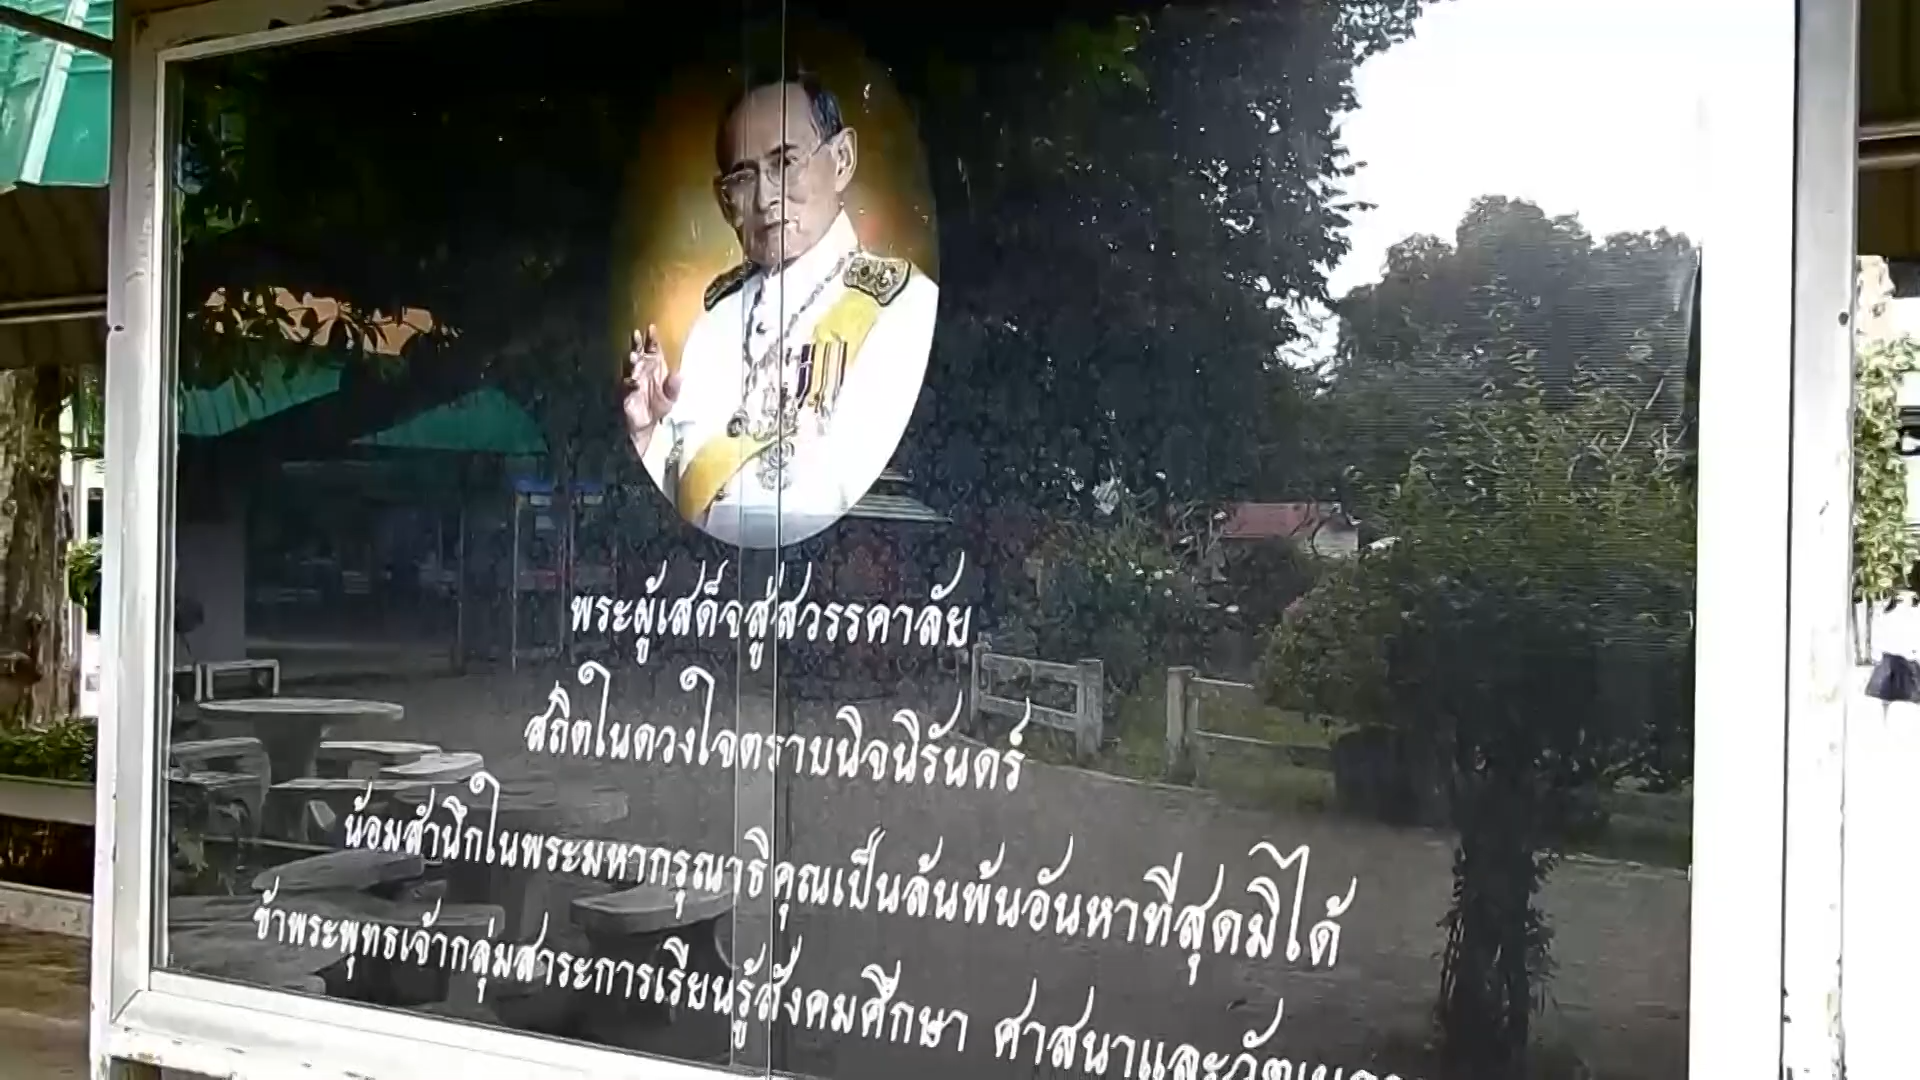 พระผู้เสด็จสู่สวรรคาลัย
สถิตในดวงใจตราบนิจนิรันดร์
น้อมสำนึกในพระมหากรุณาธิคุณเป็นล้นพ้นอันหาที่สุดมิได้
ข้าพระพุทธเจ้ากลุ่มสาระการเรียนรู้สังคมศึกษา ศาสนาและ